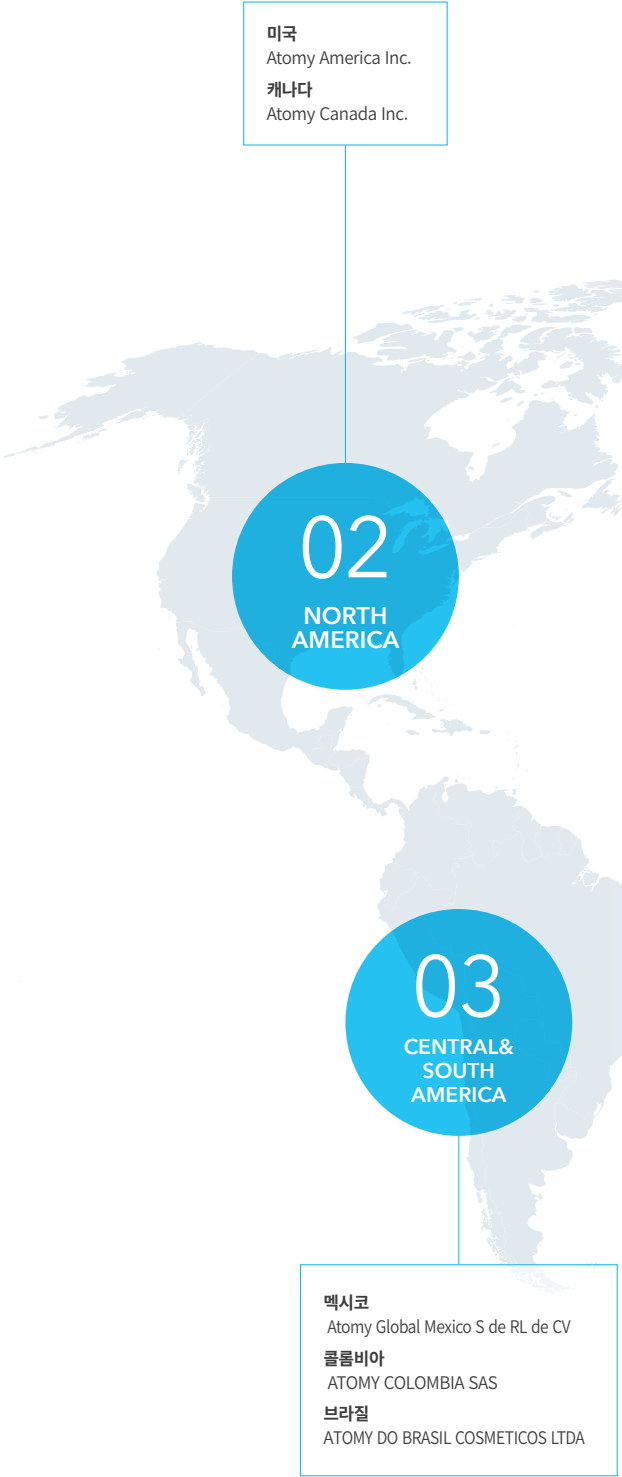 미국
Atomy America Inc.
캐나다
Atomy Canada Inc.
02
NORTH
AMERICA
03
CENTRAL&
SOUTH
AMERICA
멕시코
Atomy Global Mexico S de RL de CV
콜롬비아
ATOMY COLOMBIA SAS
브라질
ATOMY DO BRASIL COSMETICOS LTDA